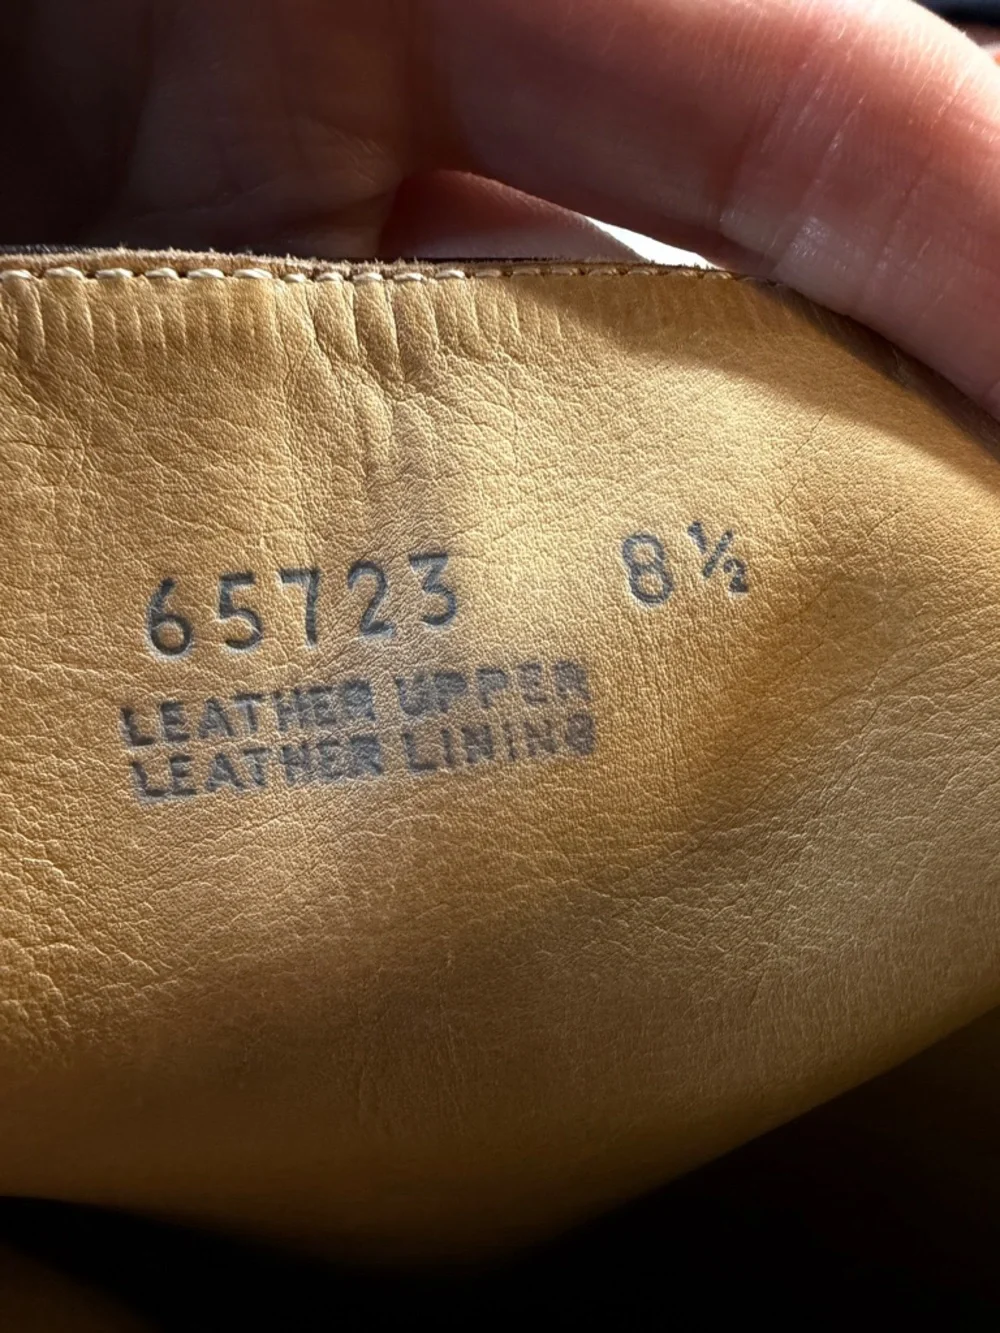 65723 8½
LEATHER UPPER
LEATHER LINING